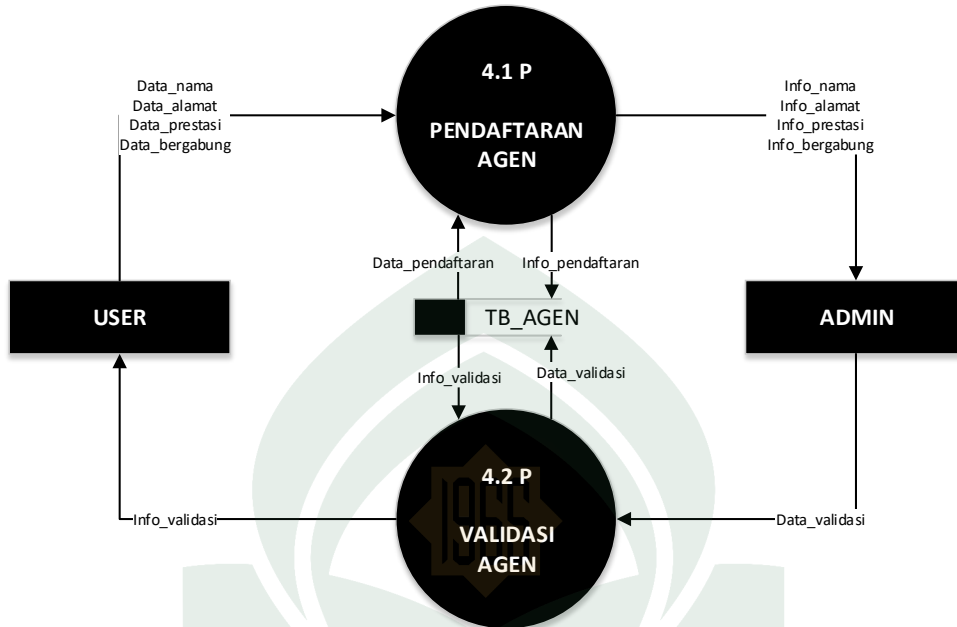 4.1 P
PENDAFTARAN
AGEN
Data_nama
Data_alamat
Data_prestasi
Data_bergabung
Info_nama
Info_alamat
Info_prestasi
Info_bergabung
Data_pendaftaran
Info_pendaftaran
USER
TB_AGEN
ADMIN
Info_validasi
Data_validasi
4.2 P
VALIDASI
AGEN
Info_validasi
Data_validasi
1965